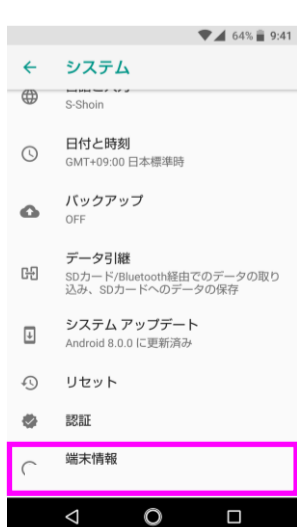 64% 9:41
システム
S-Shoin
日付と時刻
GMT+09:00 日本標準時
バックアップ
OFF
データ引継
SDカード/Bluetooth経由でのデータの取り
込み、SDカードへのデータの保存
システム アップデート
Android 8.0.0 に更新済み
リセット
認証
端末情報